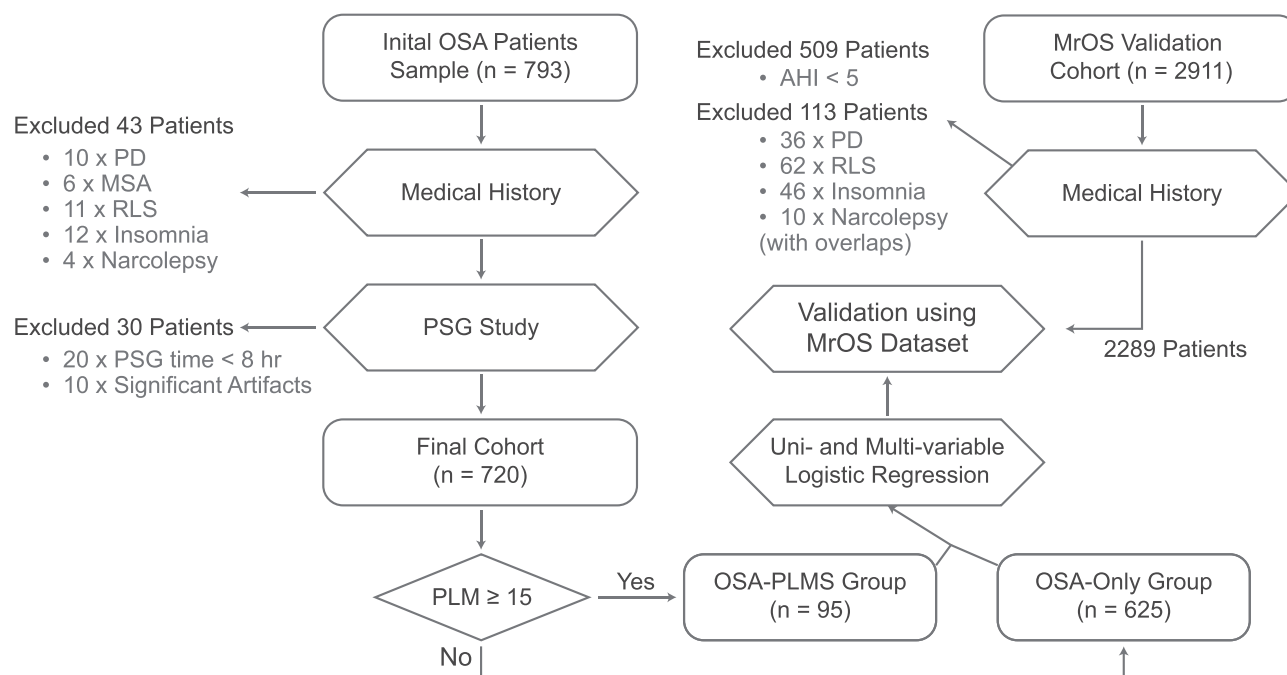 Inital OSA Patients
Sample (n = 793)
Excluded 43 Patients
• 10 x PD
• 6 x MSA
• 11 x RLS
• 12 x Insomnia
• 4 x Narcolepsy
Medical History
Excluded 30 Patients
• 20 x PSG time < 8 hr
• 10 x Significant Artifacts
PSG Study
Final Cohort
(n = 720)
PLM ≥ 15
Yes
No
OSA-PLMS Group
(n = 95)
OSA-Only Group
(n = 625)
Uni- and Multi-variable
Logistic Regression
Validation using
MrOS Dataset
2289 Patients
Excluded 509 Patients
• AHI < 5
Excluded 113 Patients
• 36 x PD
• 62 x RLS
• 46 x Insomnia
• 10 x Narcolepsy
(with overlaps)
MrOS Validation
Cohort (n = 2911)
Medical History